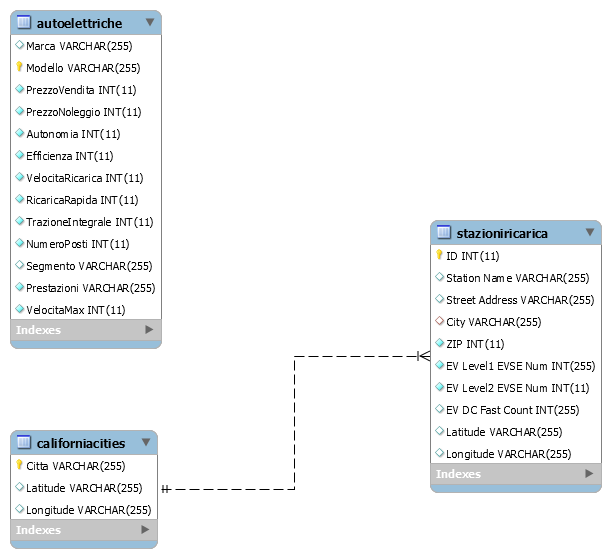 autoelettriche
Marca VARCHAR(255)
Modello VARCHAR(255)
PrezzoVendita INT(11)
PrezzoNoleggio INT(11)
Autonomia INT(11)
Efficienza INT(11)
VelocitaRicarica INT(11)
RicaricaRapida INT(11)
TrazioneIntegrale INT(11)
NumeroPosti INT(11)
Segmento VARCHAR(255)
Prestazioni VARCHAR(255)
VelocitaMax INT(11)
Indexes
stazioniricarica
ID INT(11)
Station Name VARCHAR(255)
Street Address VARCHAR(255)
City VARCHAR(255)
ZIP INT(11)
EV Level1 EVSE Num INT(255)
EV Level2 EVSE Num INT(11)
EV DC Fast Count INT(255)
Latitude VARCHAR(255)
Longitude VARCHAR(255)
Indexes
californiacities
Citta VARCHAR(255)
Latitude VARCHAR(255)
Longitude VARCHAR(255)
Indexes